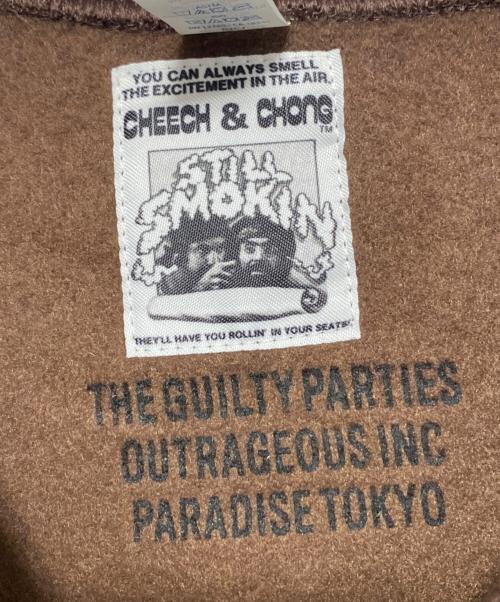 YOU CAN ALWAYS SMELL
THE EXCITEMENT IN THE AIR.
CHEECH & CHONG
TM
STILL
SMOKIN
THEY'LL HAVE YOU ROLLIN' IN YOUR SEATS!
THE GUILTY PARTIES
OUTRAGEOUS INC
PARADISE TOKYO